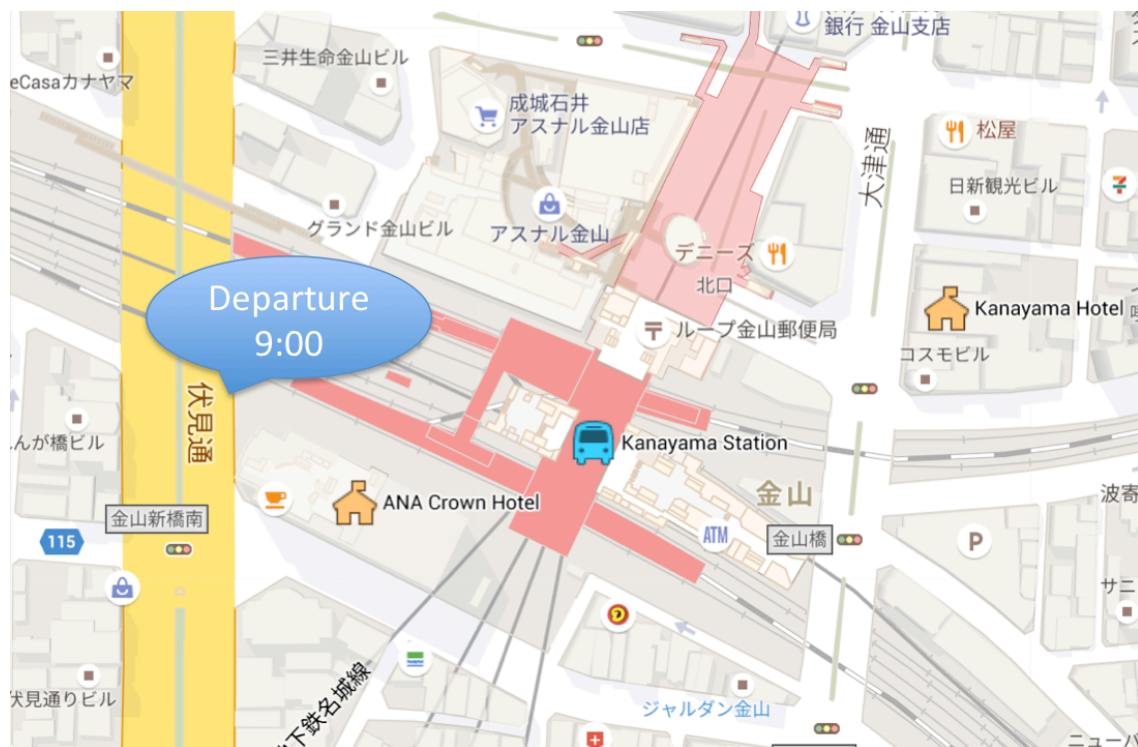 銀行 金山支店
三井生命金山ビル
eCasaカナヤマ
成城石井
アスナル金山店
大津通
松屋
日新観光ビル
グランド金山ビル
アスナル金山
デニーズ
北口
Departure
9:00
Kanayama Hotel
ループ金山郵便局
コスモビル
伏見通
んが橋ビル
Kanayama Station
ANA Crown Hotel
金山
波寄
金山新橋南
115
ATM
金山橋
P
サニ
伏見通りビル
下鉄名城線
ジャルダン金山
ニューハ